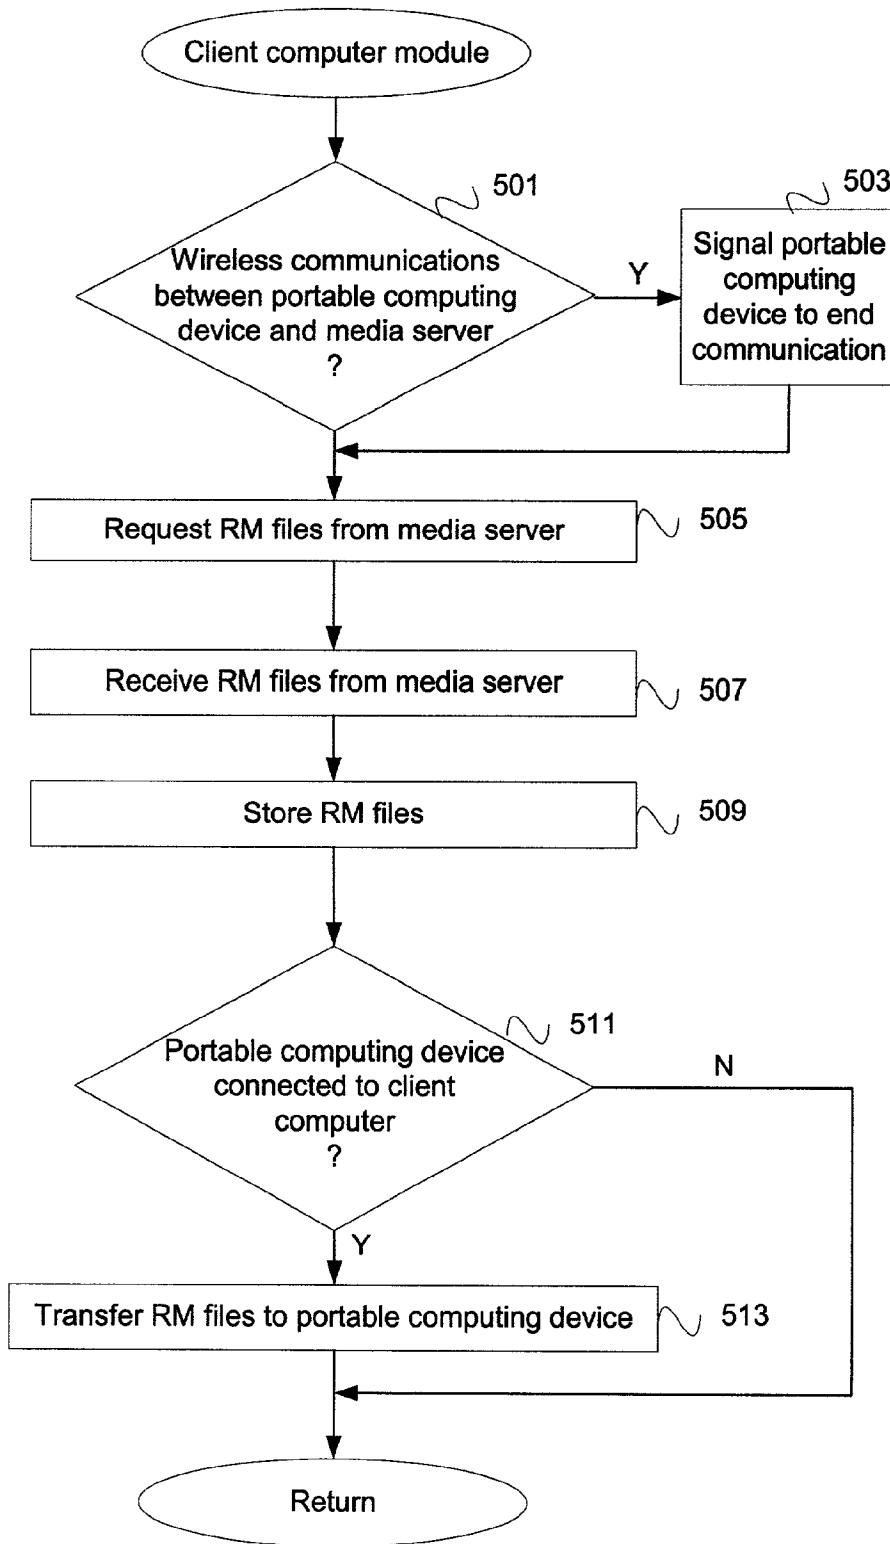 Client computer module
501
Wireless communications
between portable computing
device and media server
?
Y
503
Signal portable
computing
device to end
communication
Request RM files from media server
505
Receive RM files from media server
507
Store RM files
509
511
Portable computing device
connected to client
computer
?
N
Y
Transfer RM files to portable computing device
513
Return